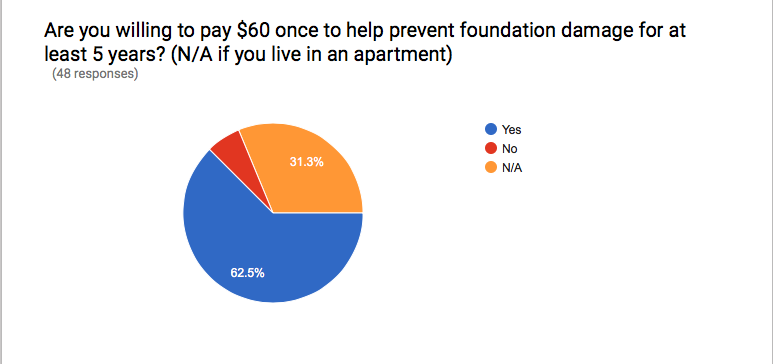 Are you willing to pay $60 once to help prevent foundation damage for at
least 5 years? (N/A if you live in an apartment)
(48 responses)
Yes
No
N/A
31.3%
62.5%